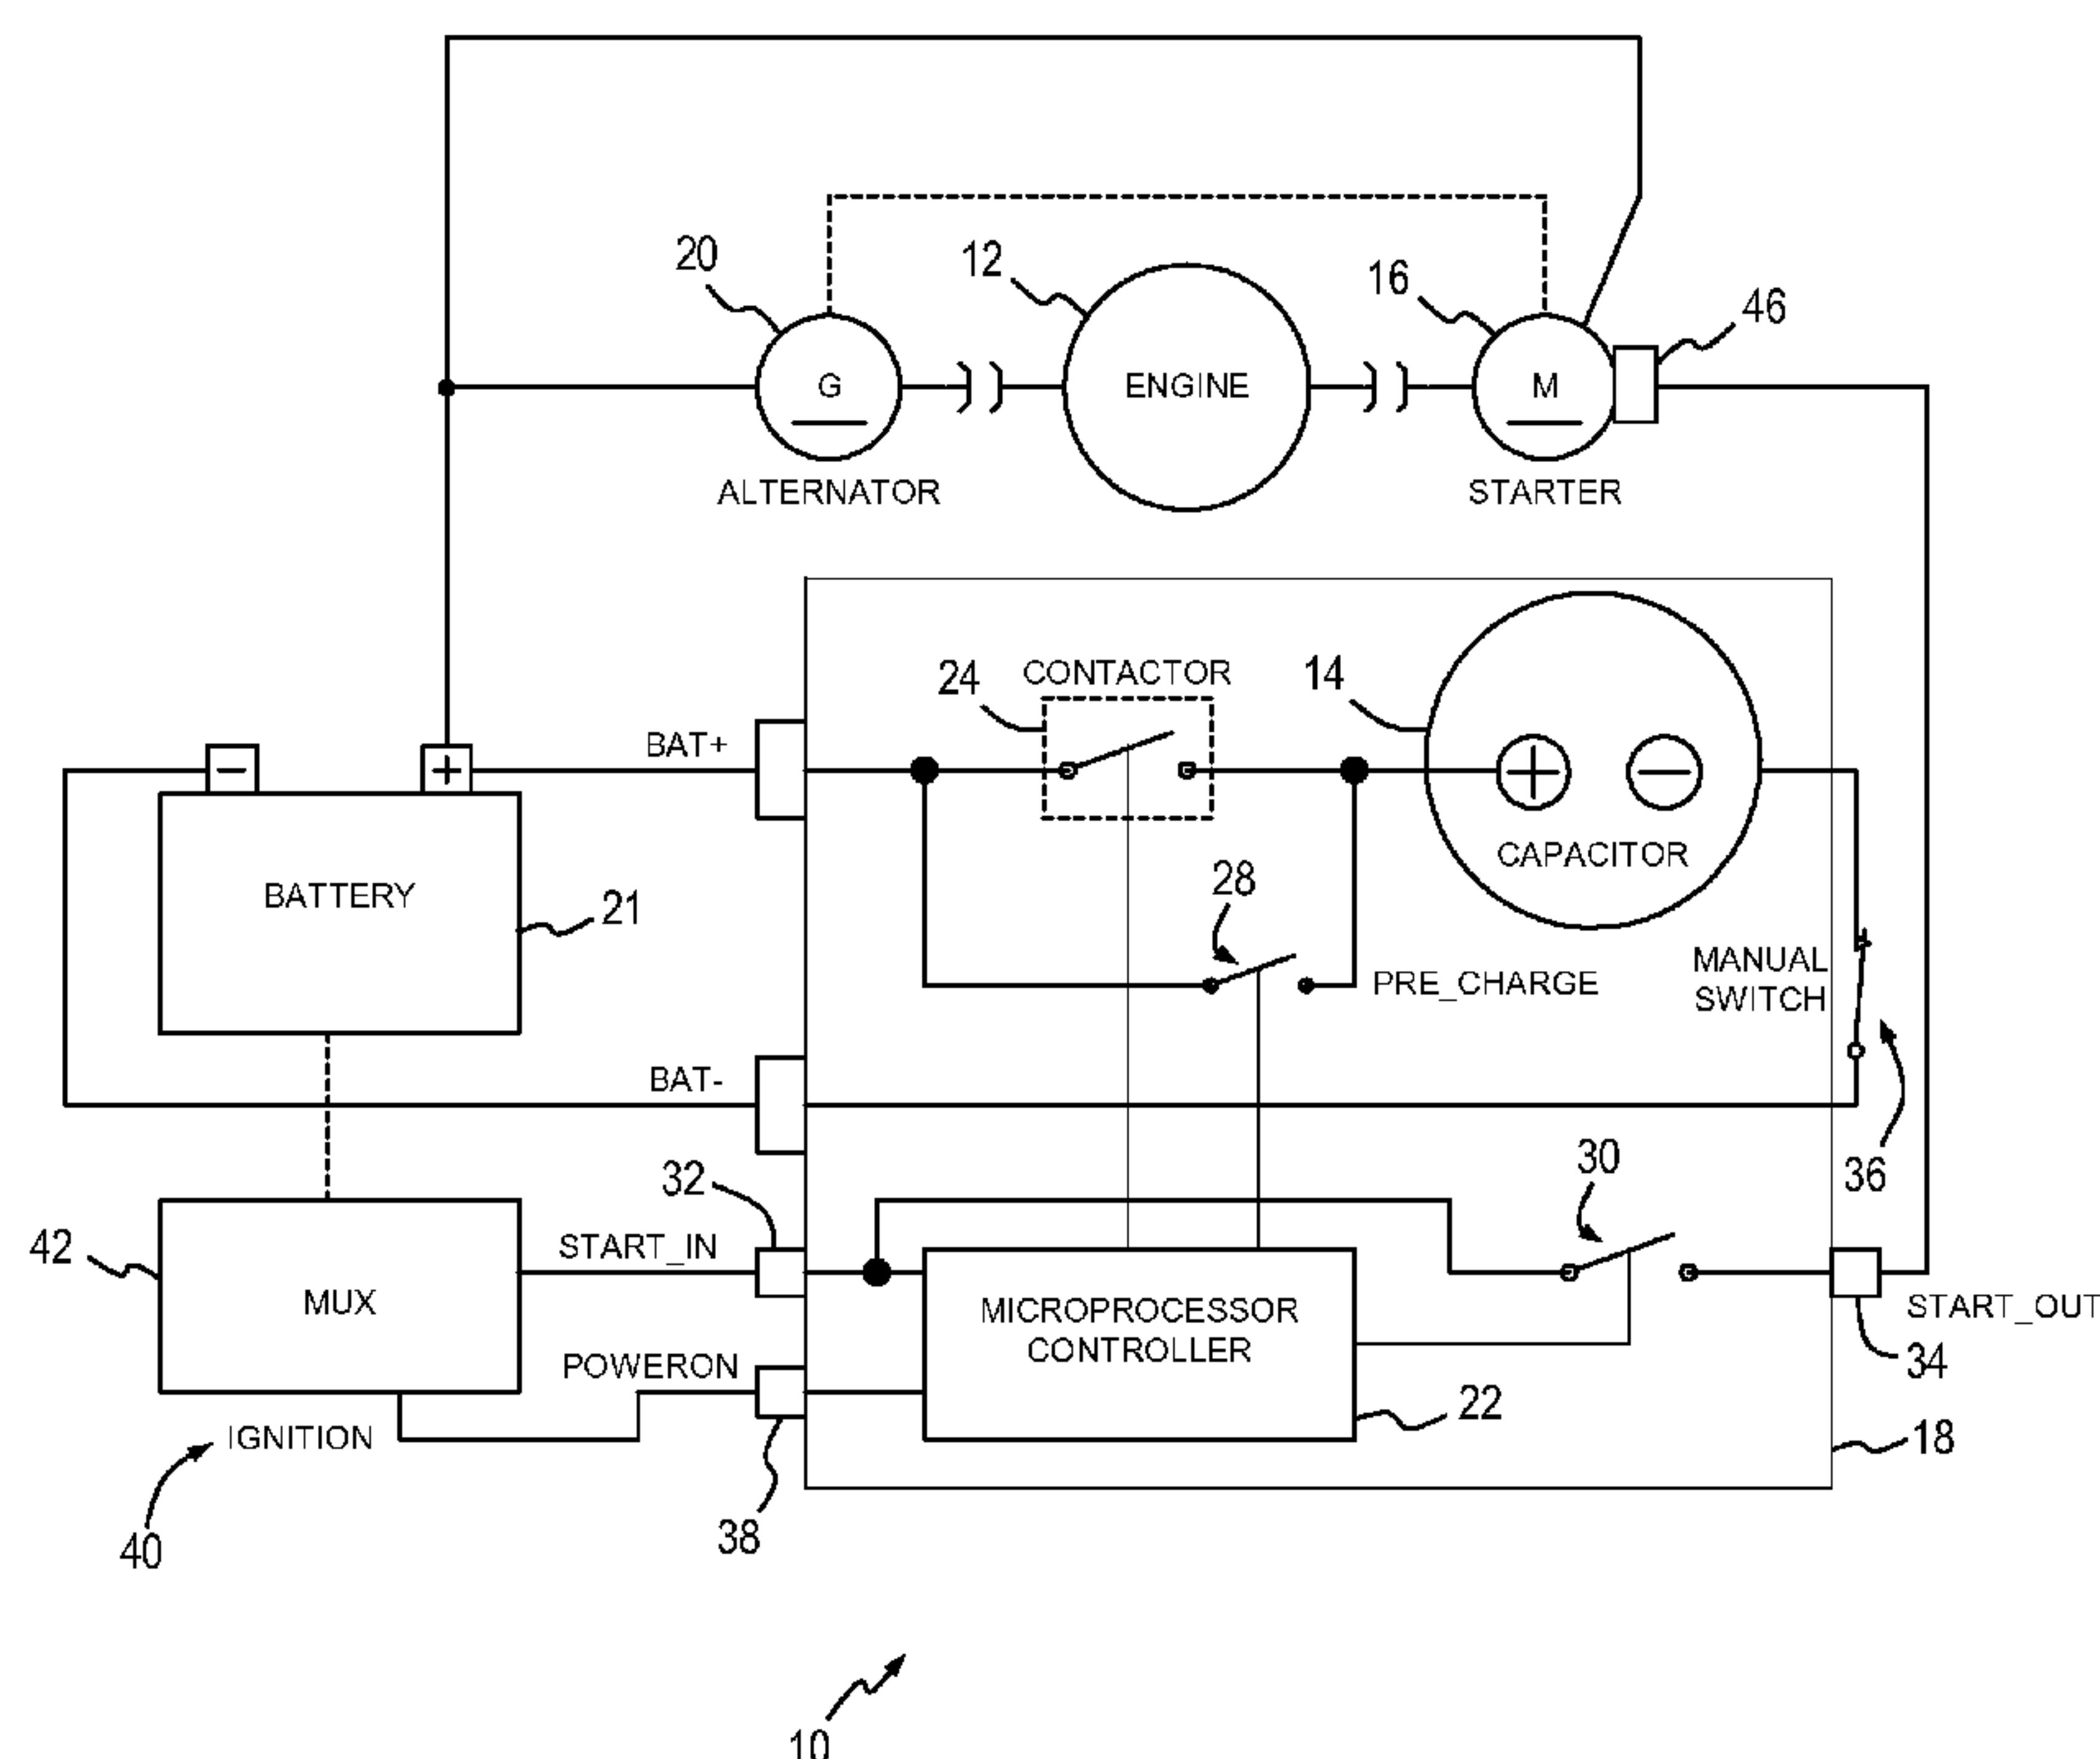 20
12
16
46
G
ENGINE
M
ALTERNATOR
STARTER
24
CONTACTOR
14
BAT+
-
+
+
-
CAPACITOR
BATTERY
21
28
PRE_CHARGE
MANUAL
SWITCH
BAT-
36
32
30
42
START_IN
MUX
MICROPROCESSOR
CONTROLLER
START_OUT
34
POWERON
22
IGNITION
18
40
38
10